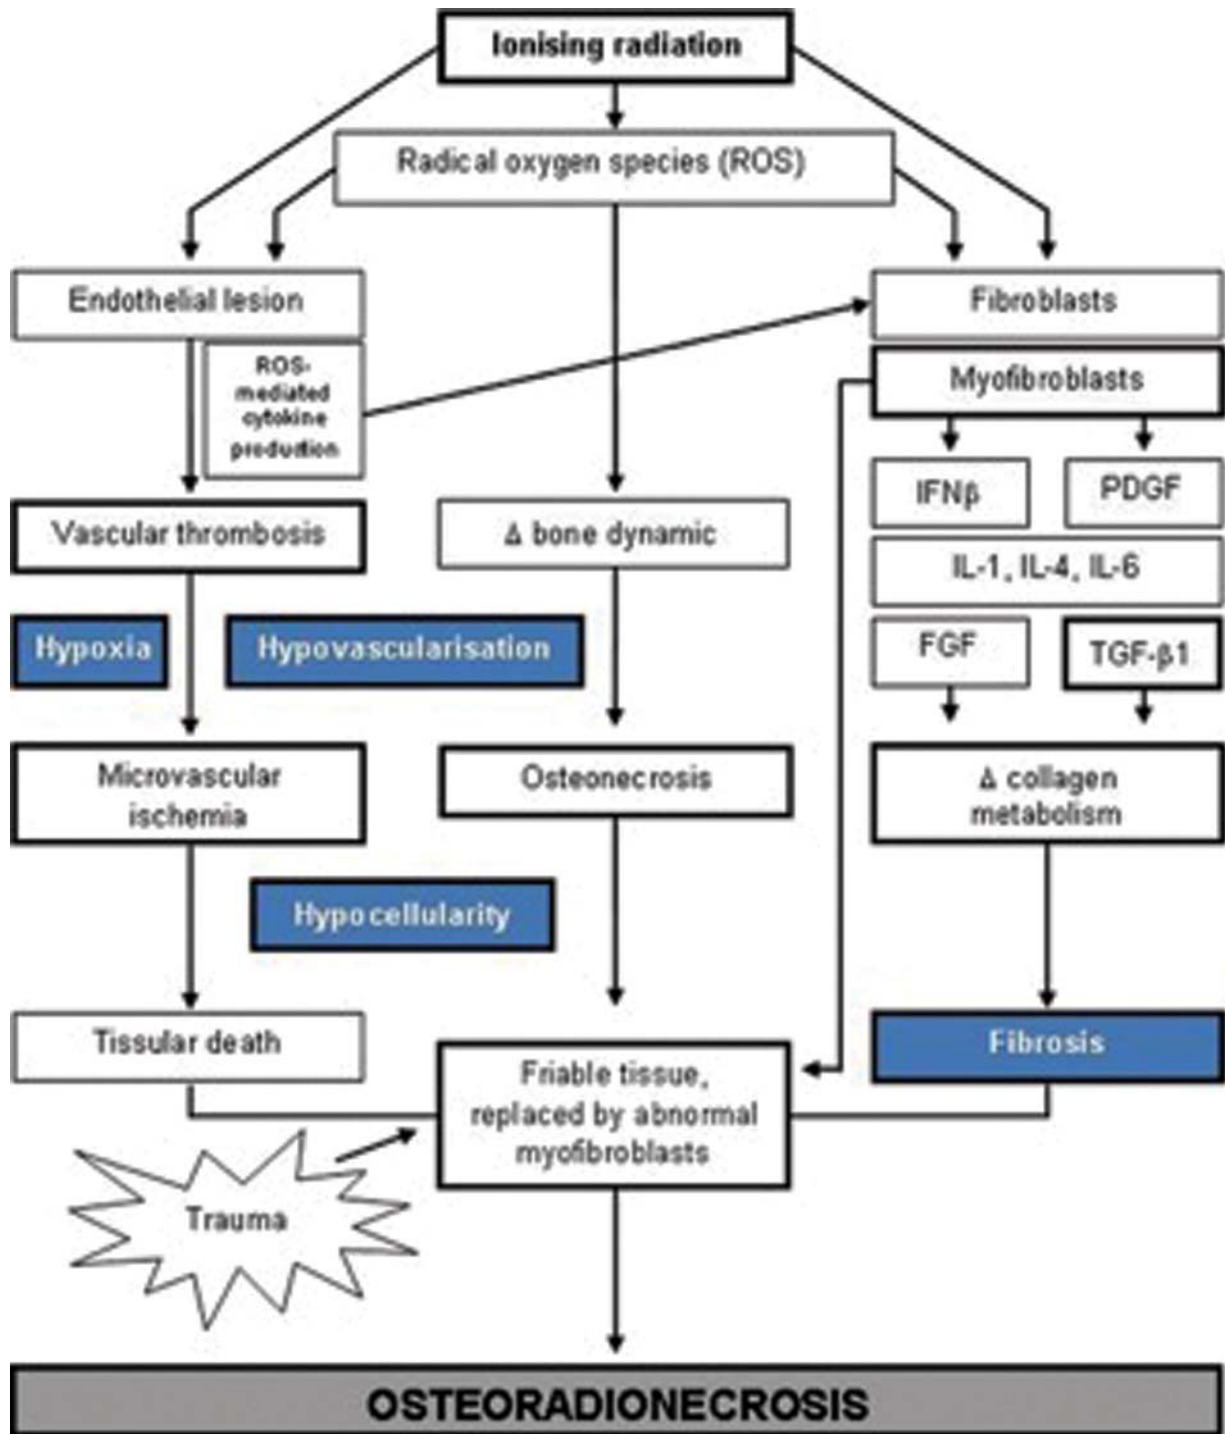 Ionising radiation
Radical oxygen species (ROS)
Endothelial lesion
Fibroblasts
ROS-
mediated
cytokine
production
Myofibroblasts
IFNβ
PDGF
Vascular thrombosis
Δ bone dynamic
IL-1, IL-4, IL-6
Hypoxia
Hypovascularisation
FGF
TGF-β1
Microvascular
ischemia
Osteonecrosis
Δ collagen
metabolism
Hypocellularity
Tissular death
Friable tissue,
replaced by abnormal
myofibroblasts
Fibrosis
Trauma
OSTEORADIONECROSIS